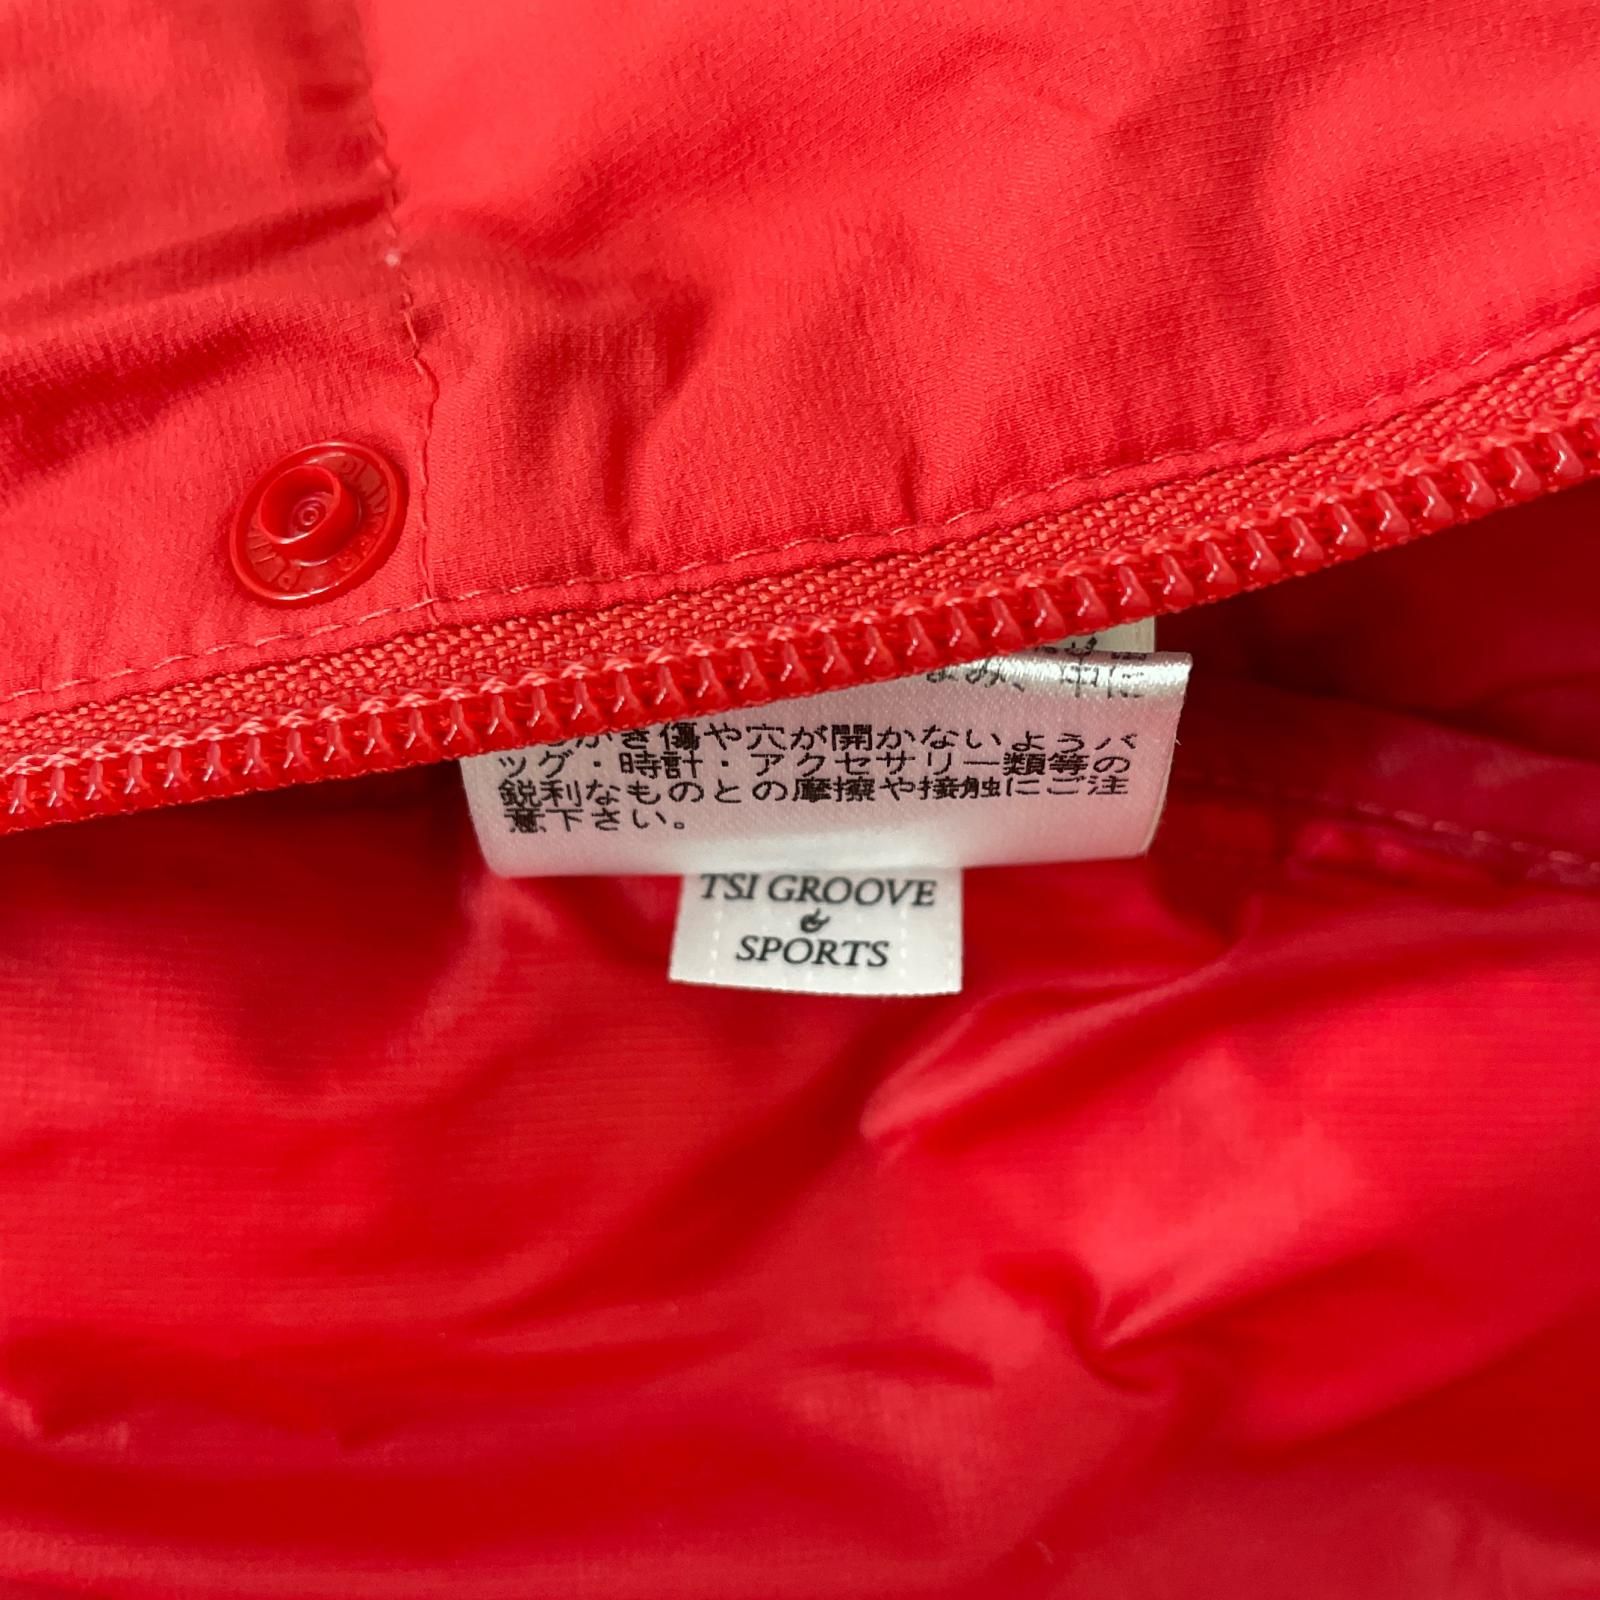 中に
き傷や穴が開かないようバ
ッグ・時計・アクセサリー類等の
鋭利なものとの摩擦や接触にご注
意下さい。
TSI GROOVE
&
SPORTS